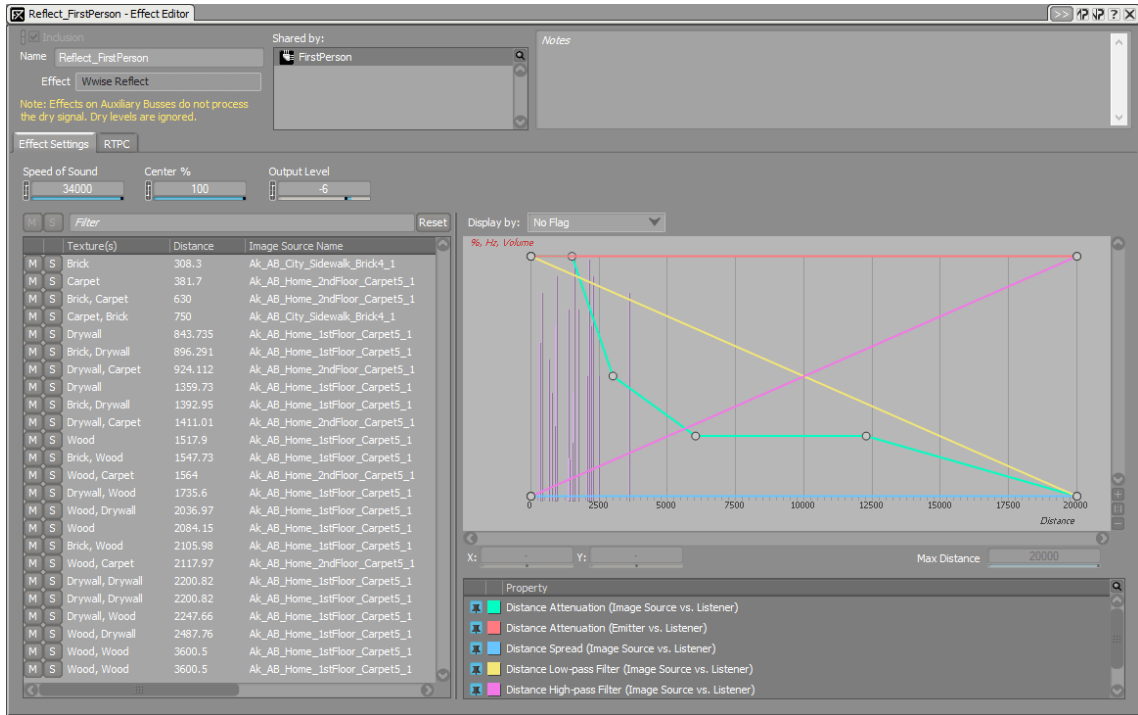 Reflect_FirstPerson - Effect Editor
>> ? X
Inclusion
Name Reflect_FirstPerson
Effect Wwise Reflect
Note: Effects on Auxiliary Busses do not process
the dry signal. Dry levels are ignored.
Shared by:
FirstPerson
Notes
Effect Settings RTPC
Speed of Sound Center % Output Level
34000 100 -6
M S Filter Reset
Texture(s) Distance Image Source Name
M S Brick 308.3 Ak_AB_City_Sidewalk_Brick4_1
M S Carpet 381.7 Ak_AB_Home_2ndFloor_Carpet5_1
M S Brick, Carpet 630 Ak_AB_Home_2ndFloor_Carpet5_1
M S Carpet, Brick 750 Ak_AB_City_Sidewalk_Brick4_1
M S Drywall 843.735 Ak_AB_Home_1stFloor_Carpet5_1
M S Brick, Drywall 896.291 Ak_AB_Home_1stFloor_Carpet5_1
M S Drywall, Carpet 924.112 Ak_AB_Home_2ndFloor_Carpet5_1
M S Drywall 1359.73 Ak_AB_Home_1stFloor_Carpet5_1
M S Brick, Drywall 1392.95 Ak_AB_Home_1stFloor_Carpet5_1
M S Drywall, Carpet 1411.01 Ak_AB_Home_2ndFloor_Carpet5_1
M S Wood 1517.9 Ak_AB_Home_1stFloor_Carpet5_1
M S Brick, Wood 1547.73 Ak_AB_Home_1stFloor_Carpet5_1
M S Wood, Carpet 1564 Ak_AB_Home_2ndFloor_Carpet5_1
M S Drywall, Wood 1735.6 Ak_AB_Home_1stFloor_Carpet5_1
M S Wood, Drywall 2036.97 Ak_AB_Home_1stFloor_Carpet5_1
M S Wood 2084.15 Ak_AB_Home_1stFloor_Carpet5_1
M S Brick, Wood 2105.98 Ak_AB_Home_1stFloor_Carpet5_1
M S Wood, Carpet 2117.97 Ak_AB_Home_2ndFloor_Carpet5_1
M S Drywall, Drywall 2200.82 Ak_AB_Home_1stFloor_Carpet5_1
M S Drywall, Drywall 2200.82 Ak_AB_Home_1stFloor_Carpet5_1
M S Drywall, Wood 2247.66 Ak_AB_Home_1stFloor_Carpet5_1
M S Wood, Drywall 2487.76 Ak_AB_Home_1stFloor_Carpet5_1
M S Wood, Wood 3600.5 Ak_AB_Home_1stFloor_Carpet5_1
M S Wood, Wood 3600.5 Ak_AB_Home_1stFloor_Carpet5_1
Display by: No Flag
%, Hz, Volume
0 2500 5000 7500 10000 12500 15000 17500 20000
Distance
X: - Y: - Max Distance 20000
Property
Distance Attenuation (Image Source vs. Listener)
Distance Attenuation (Emitter vs. Listener)
Distance Spread (Image Source vs. Listener)
Distance Low-pass Filter (Image Source vs. Listener)
Distance High-pass Filter (Image Source vs. Listener)